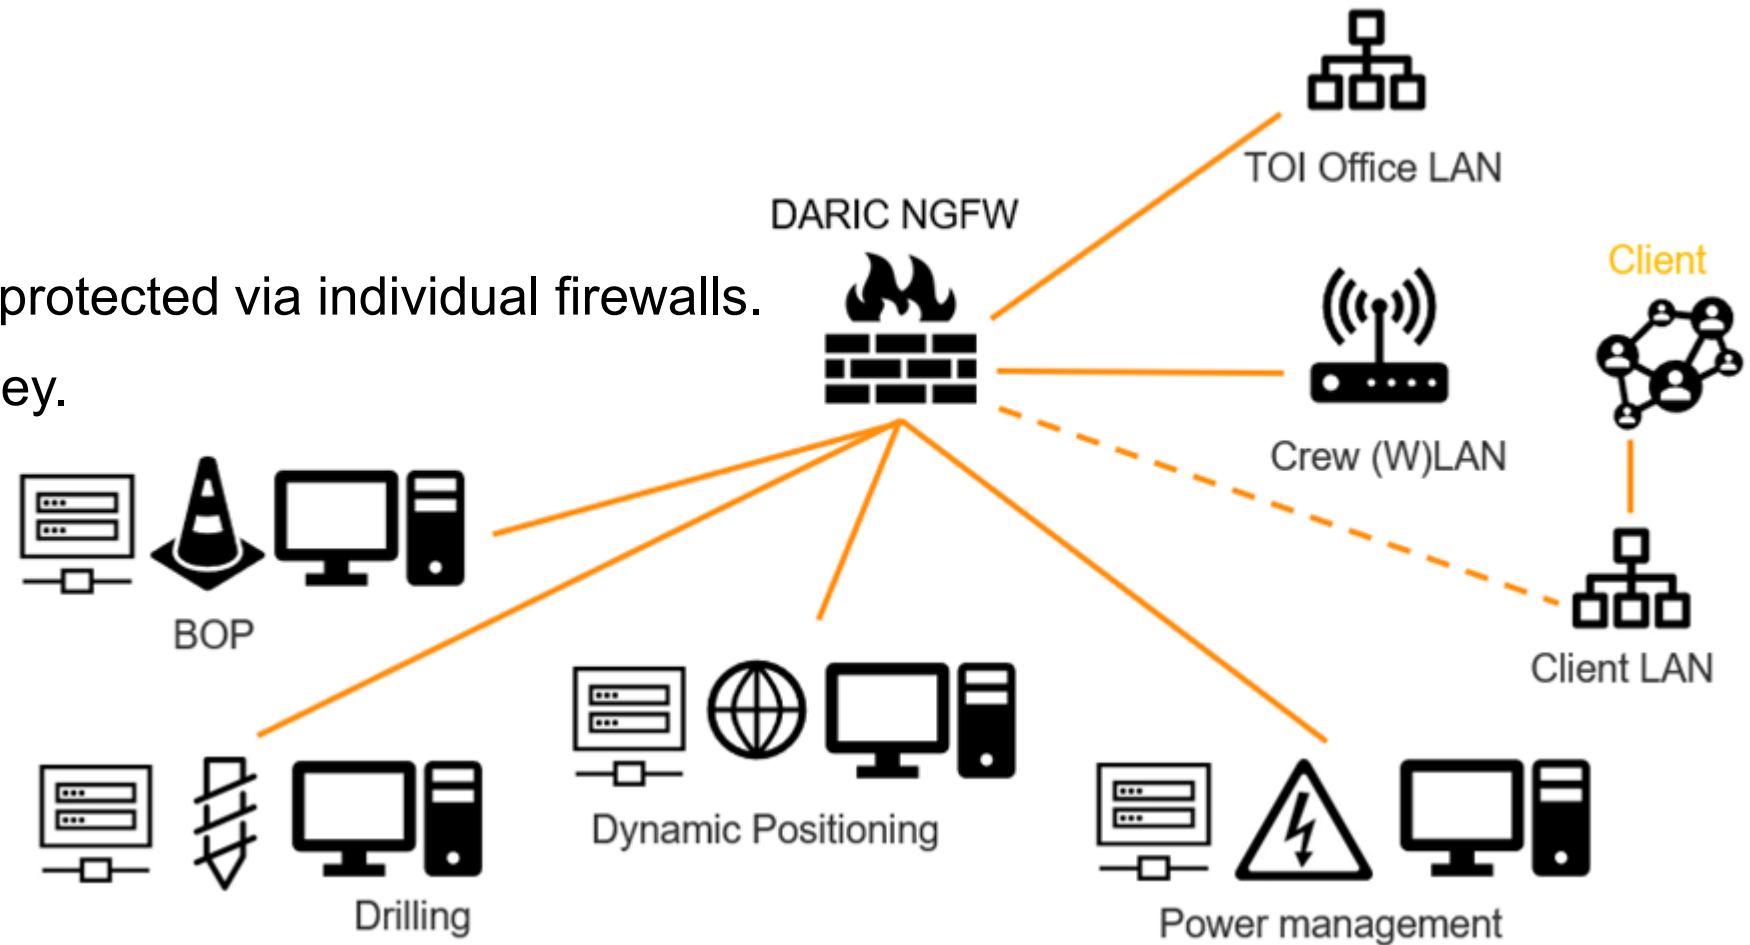 TOI Office LAN
DARIC NGFW
Client
protected via individual firewalls.
ey.
Crew (W)LAN
BOP
Client LAN
Dynamic Positioning
Drilling
Power management